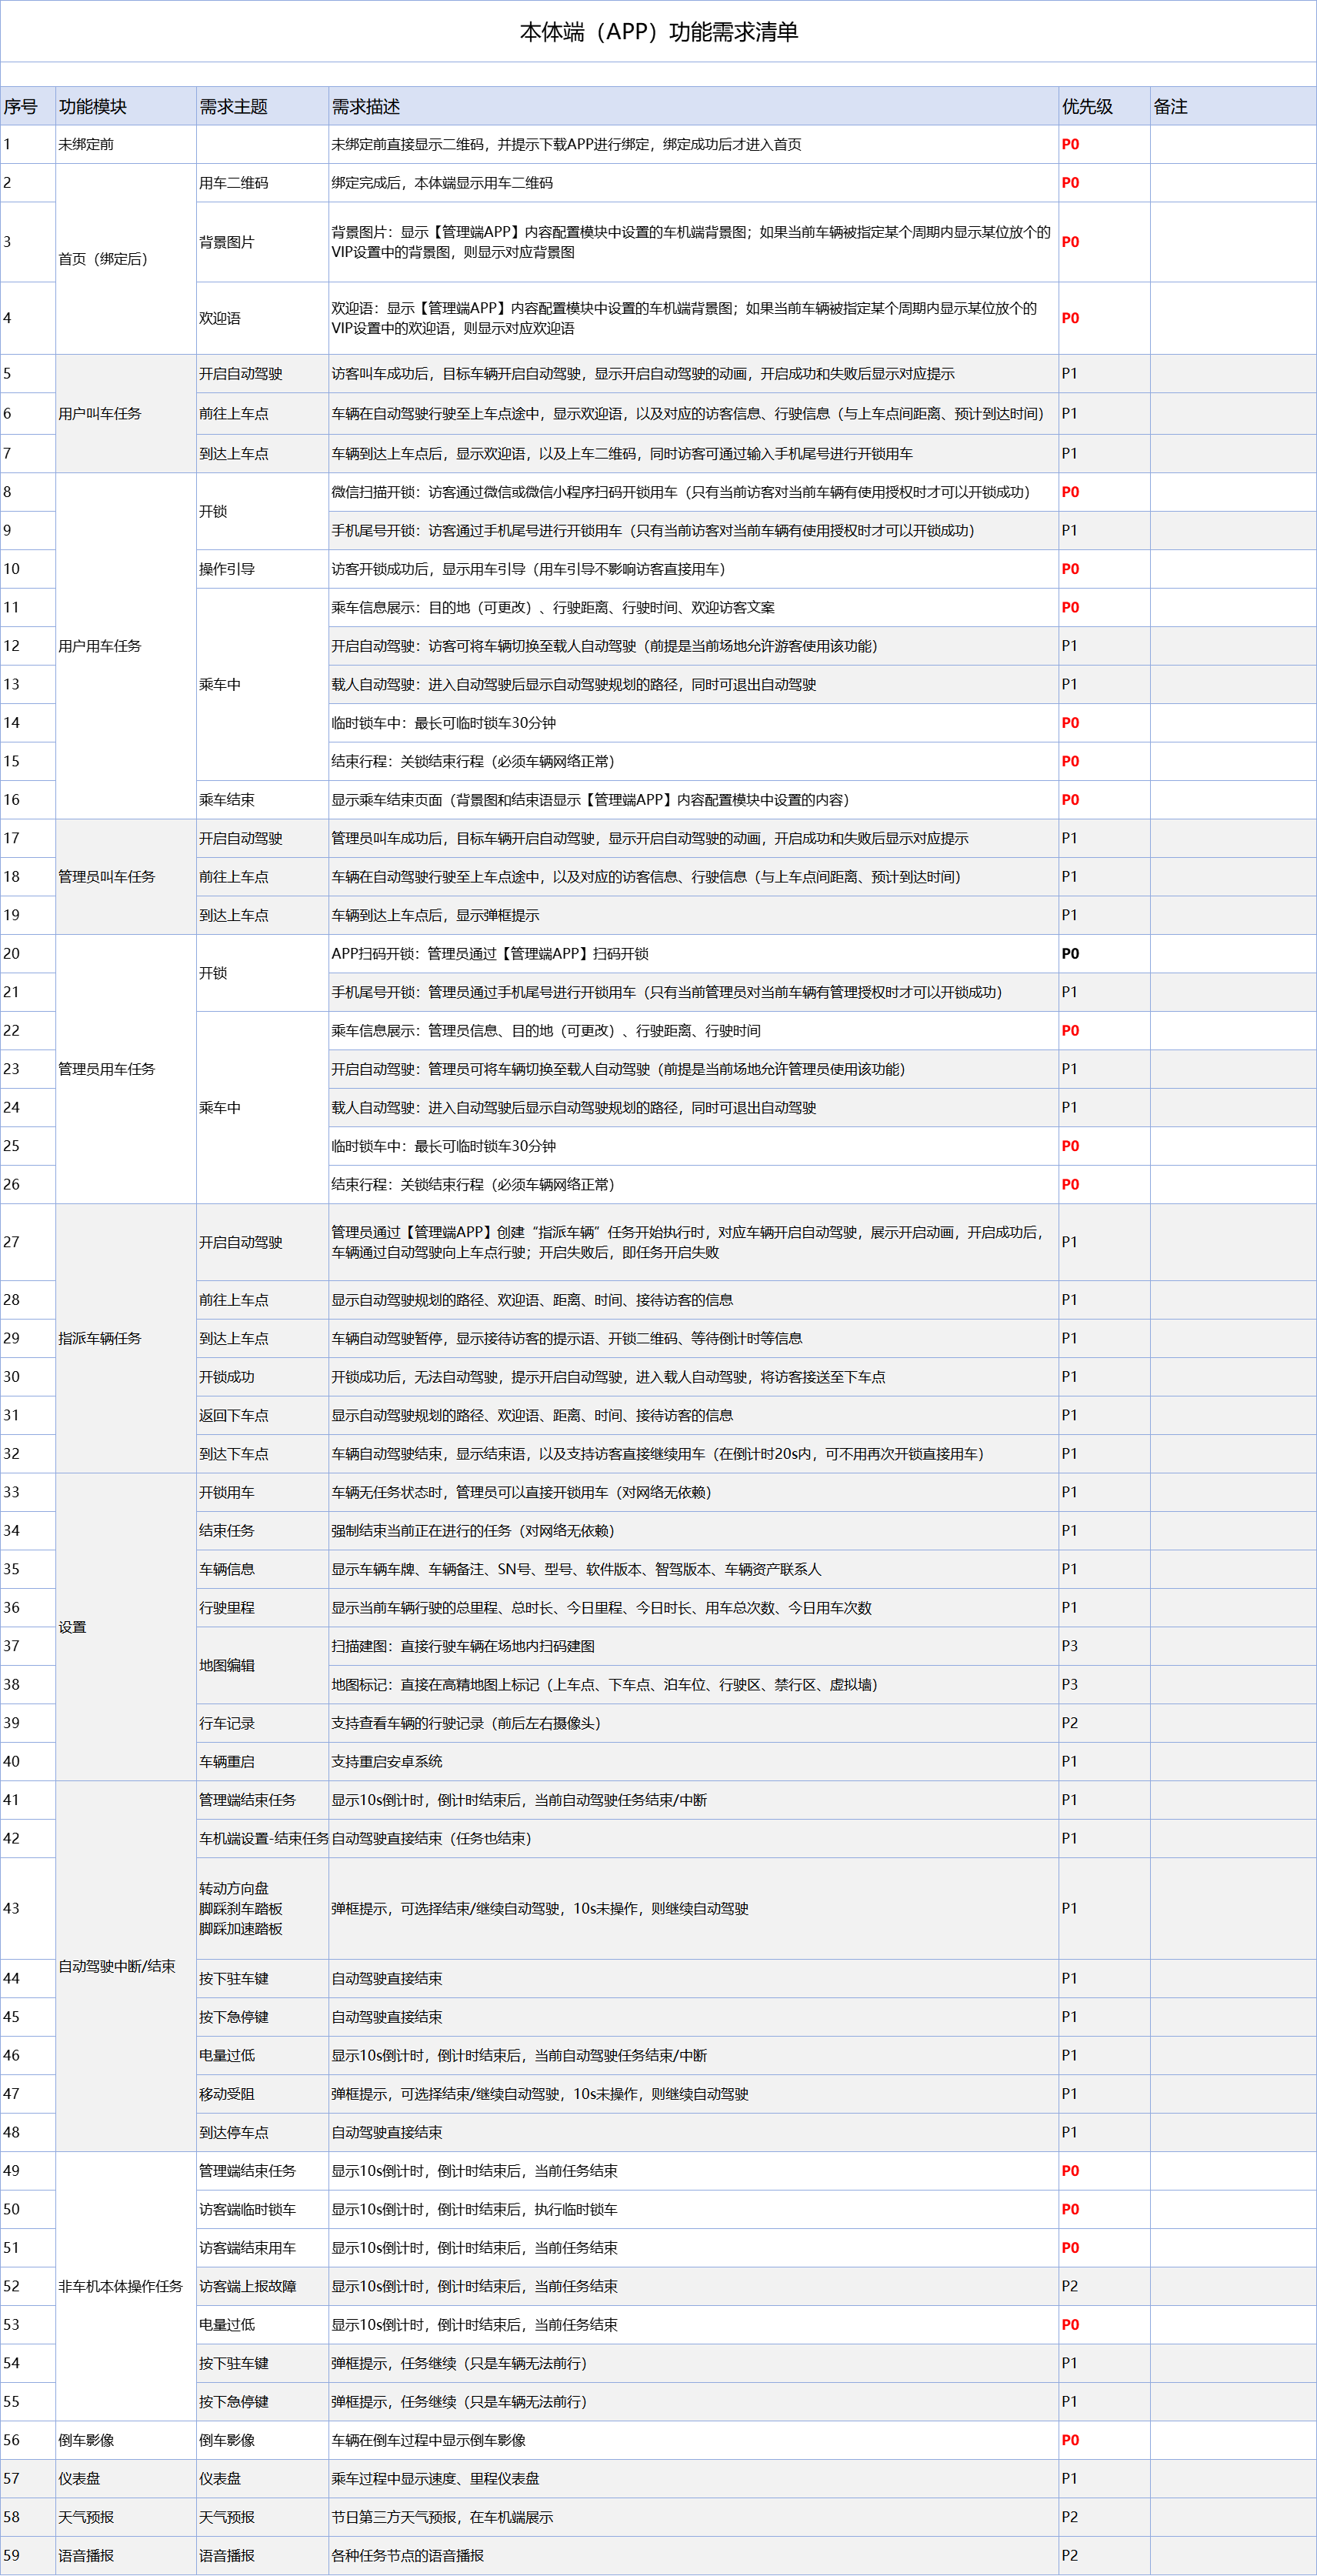 本体端（APP）功能需求清单
序号 功能模块 需求主题 需求描述 优先级 备注
1 未绑定前 未绑定前直接显示二维码，并提示下载APP进行绑定，绑定成功后才进入首页 P0
2 用车二维码 绑定完成后，本体端显示用车二维码 P0
首页（绑定后）
3 背景图片 背景图片：显示【管理端APP】内容配置模块中设置的车机端背景图；如果当前车辆被指定某个周期内显示某位放个的
VIP设置中的背景图，则显示对应背景图 P0
4 欢迎语 欢迎语：显示【管理端APP】内容配置模块中设置的车机端背景图；如果当前车辆被指定某个周期内显示某位放个的
VIP设置中的欢迎语，则显示对应欢迎语 P0
5 开启自动驾驶 访客叫车成功后，目标车辆开启自动驾驶，显示开启自动驾驶的动画，开启成功和失败后显示对应提示 P1
6 用户叫车任务 前往上车点 车辆在自动驾驶行驶至上车点途中，显示欢迎语，以及对应的访客信息、行驶信息（与上车点间距离、预计到达时间） P1
7 到达上车点 车辆到达上车点后，显示欢迎语，以及上车二维码，同时访客可通过输入手机尾号进行开锁用车 P1
8 开锁 微信扫描开锁：访客通过微信或微信小程序扫码开锁用车（只有当前访客对当前车辆有使用授权时才可以开锁成功） P0
9 手机尾号开锁：访客通过手机尾号进行开锁用车（只有当前访客对当前车辆有使用授权时才可以开锁成功） P1
10 操作引导 访客开锁成功后，显示用车引导（用车引导不影响访客直接用车） P0
11 乘车信息展示：目的地（可更改）、行驶距离、行驶时间、欢迎访客文案 P0
12 用户用车任务 开启自动驾驶：访客可将车辆切换至载人自动驾驶（前提是当前场地允许游客使用该功能） P1
13 乘车中 载人自动驾驶：进入自动驾驶后显示自动驾驶规划的路径，同时可退出自动驾驶 P1
14 临时锁车中：最长可临时锁车30分钟 P0
15 结束行程：关锁结束行程（必须车辆网络正常） P0
16 乘车结束 显示乘车结束页面（背景图和结束语显示【管理端APP】内容配置模块中设置的内容） P0
17 开启自动驾驶 管理员叫车成功后，目标车辆开启自动驾驶，显示开启自动驾驶的动画，开启成功和失败后显示对应提示 P1
18 管理员叫车任务 前往上车点 车辆在自动驾驶行驶至上车点途中，以及对应的访客信息、行驶信息（与上车点间距离、预计到达时间） P1
19 到达上车点 车辆到达上车点后，显示弹框提示 P1
20 开锁 APP扫码开锁：管理员通过【管理端APP】扫码开锁 P0
21 手机尾号开锁：管理员通过手机尾号进行开锁用车（只有当前管理员对当前车辆有管理授权时才可以开锁成功） P1
22 乘车信息展示：管理员信息、目的地（可更改）、行驶距离、行驶时间 P0
23 管理员用车任务 开启自动驾驶：管理员可将车辆切换至载人自动驾驶（前提是当前场地允许管理员使用该功能） P1
24 乘车中 载人自动驾驶：进入自动驾驶后显示自动驾驶规划的路径，同时可退出自动驾驶 P1
25 临时锁车中：最长可临时锁车30分钟 P0
26 结束行程：关锁结束行程（必须车辆网络正常） P0
27 开启自动驾驶 管理员通过【管理端APP】创建“指派车辆”任务开始执行时，对应车辆开启自动驾驶，展示开启动画，开启成功后，
车辆通过自动驾驶向上车点行驶；开启失败后，即任务开启失败 P1
28 前往上车点 显示自动驾驶规划的路径、欢迎语、距离、时间、接待访客的信息 P1
29 指派车辆任务 到达上车点 车辆自动驾驶暂停，显示接待访客的提示语、开锁二维码、等待倒计时等信息 P1
30 开锁成功 开锁成功后，无法自动驾驶，提示开启自动驾驶，进入载人自动驾驶，将访客接送至下车点 P1
31 返回下车点 显示自动驾驶规划的路径、欢迎语、距离、时间、接待访客的信息 P1
32 到达下车点 车辆自动驾驶结束，显示结束语，以及支持访客直接继续用车（在倒计时20s内，可不用再次开锁直接用车） P1
33 开锁用车 车辆无任务状态时，管理员可以直接开锁用车（对网络无依赖） P1
34 结束任务 强制结束当前正在进行的任务（对网络无依赖） P1
35 车辆信息 显示车辆车牌、车辆备注、SN号、型号、软件版本、智驾版本、车辆资产联系人 P1
36 行驶里程 显示当前车辆行驶的总里程、总时长、今日里程、今日时长、用车总次数、今日用车次数 P1
设置
37 地图编辑 扫描建图：直接行驶车辆在场地内扫码建图 P3
38 地图标记：直接在高精地图上标记（上车点、下车点、泊车位、行驶区、禁行区、虚拟墙） P3
39 行车记录 支持查看车辆的行驶记录（前后左右摄像头） P2
40 车辆重启 支持重启安卓系统 P1
41 管理端结束任务 显示10s倒计时，倒计时结束后，当前自动驾驶任务结束/中断 P1
42 车机端设置-结束任务 自动驾驶直接结束（任务也结束） P1
转动方向盘
43 脚踩刹车踏板 弹框提示，可选择结束/继续自动驾驶，10s未操作，则继续自动驾驶 P1
脚踩加速踏板
自动驾驶中断/结束
44 按下驻车键 自动驾驶直接结束 P1
45 按下急停键 自动驾驶直接结束 P1
46 电量过低 显示10s倒计时，倒计时结束后，当前自动驾驶任务结束/中断 P1
47 移动受阻 弹框提示，可选择结束/继续自动驾驶，10s未操作，则继续自动驾驶 P1
48 到达停车点 自动驾驶直接结束 P1
49 管理端结束任务 显示10s倒计时，倒计时结束后，当前任务结束 P0
50 访客端临时锁车 显示10s倒计时，倒计时结束后，执行临时锁车 P0
51 访客端结束用车 显示10s倒计时，倒计时结束后，当前任务结束 P0
52 非车机本体操作任务 访客端上报故障 显示10s倒计时，倒计时结束后，当前任务结束 P2
53 电量过低 显示10s倒计时，倒计时结束后，当前任务结束 P0
54 按下驻车键 弹框提示，任务继续（只是车辆无法前行） P1
55 按下急停键 弹框提示，任务继续（只是车辆无法前行） P1
56 倒车影像 倒车影像 车辆在倒车过程中显示倒车影像 P0
57 仪表盘 仪表盘 乘车过程中显示速度、里程仪表盘 P1
58 天气预报 天气预报 节日第三方天气预报，在车机端展示 P2
59 语音播报 语音播报 各种任务节点的语音播报 P2